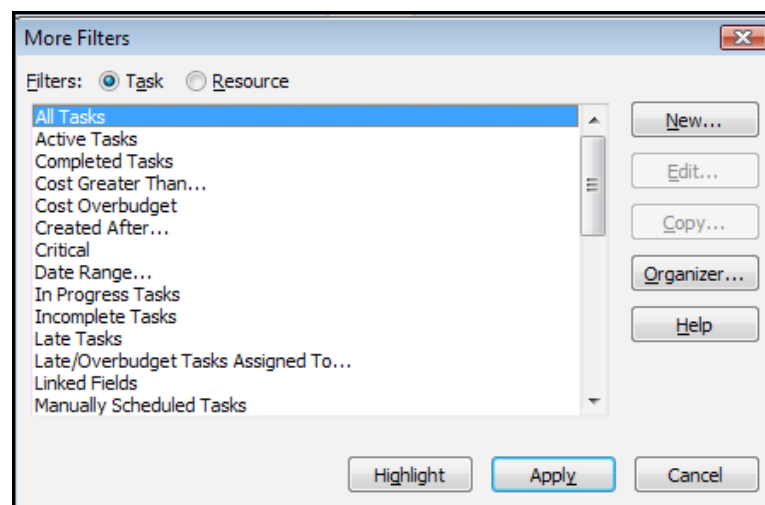 More Filters
Filters: Task Resource
All Tasks
Active Tasks
Completed Tasks
Cost Greater Than...
Cost Overbudget
Created After...
Critical
Date Range...
In Progress Tasks
Incomplete Tasks
Late Tasks
Late/Overbudget Tasks Assigned To...
Linked Fields
Manually Scheduled Tasks
New...
Edit...
Copy...
Organizer...
Help
Highlight Apply Cancel